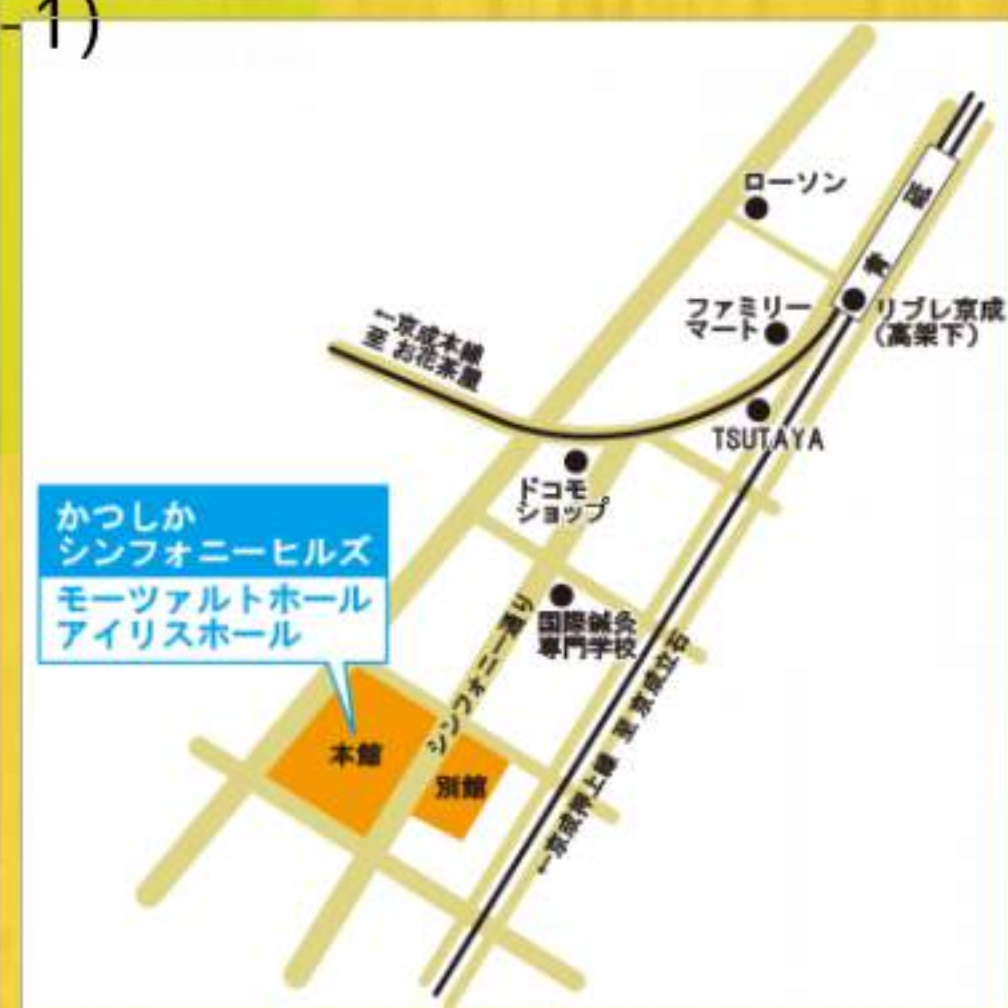 -1)
ローソン
青砥
ファミリー
マート
リブレ京成
(高架下)
←京成本線
至 お花茶屋
TSUTAYA
ドコモ
ショップ
かつしか
シンフォニーヒルズ
モーツァルトホール
アイリスホール
専門学校
シンフォニー通り
本館
別館
←京成押上線 至 京成立石